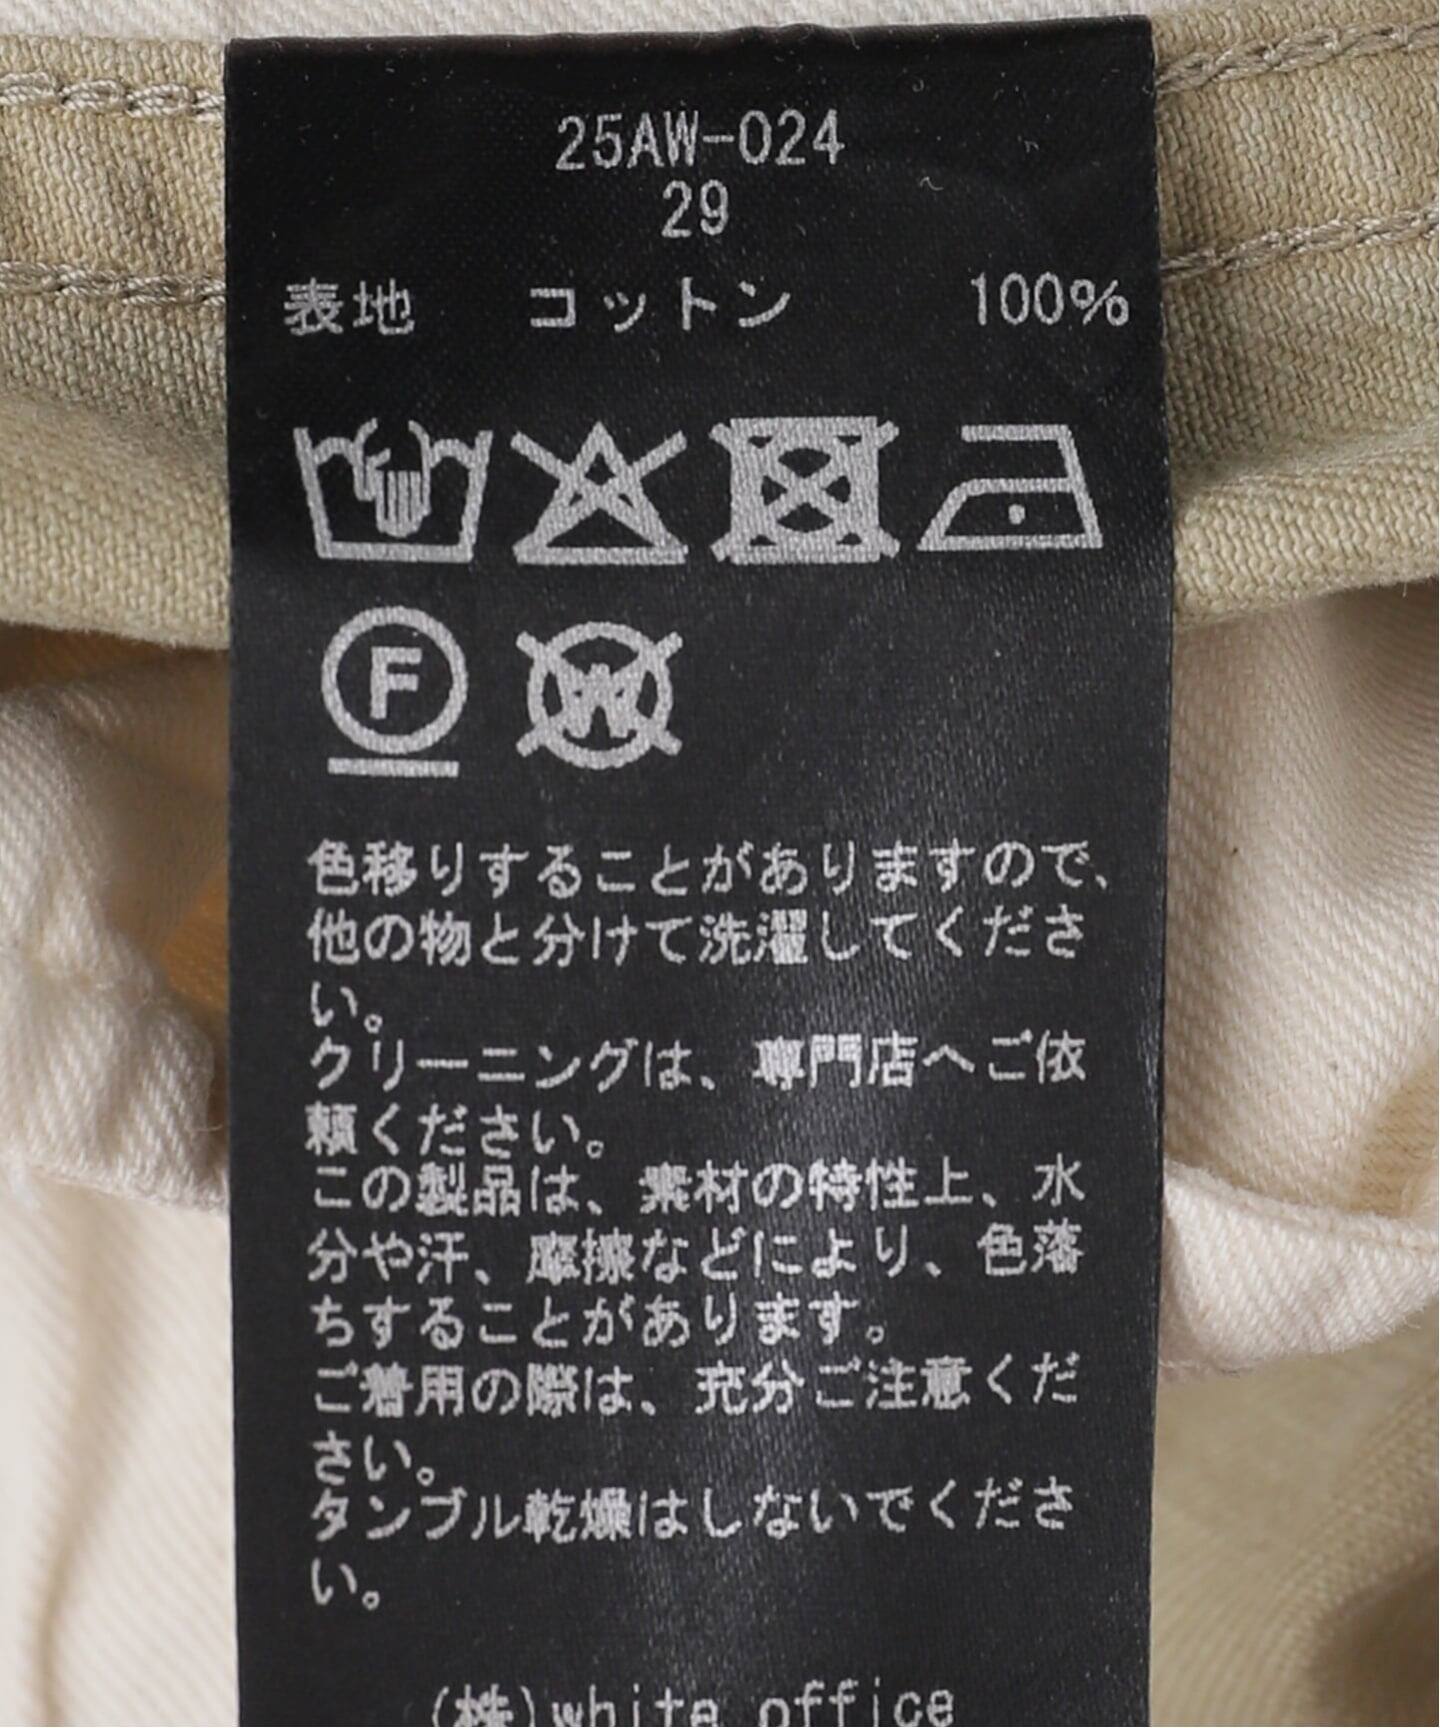 25AW-024
29
表地 コットン 100%
F
W
色移りすることがありますので、
他の物と分けて洗濯してくださ
い。
クリーニングは、専門店へご依
頼ください。
この製品は、素材の特性上、水
分や汗、摩擦などにより、色落
ちすることがあります。
ご着用の際は、充分ご注意くだ
さい。
タンブル乾燥はしないでくださ
い。
(株)white office